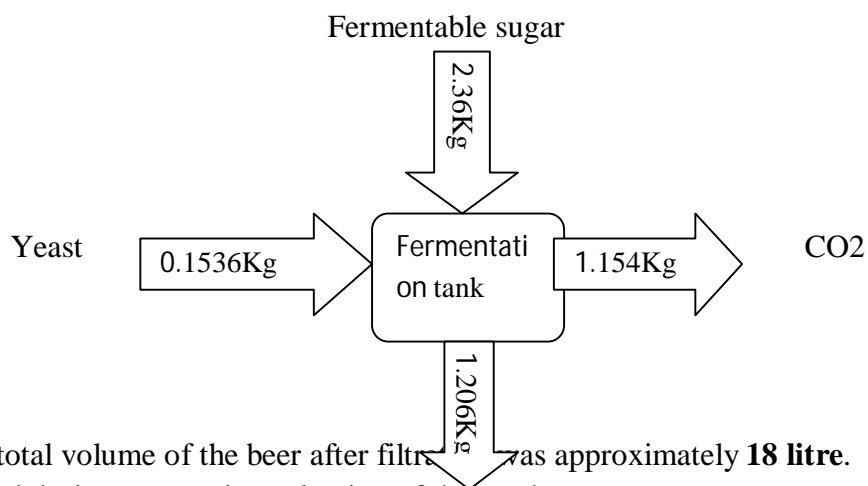 Fermentable sugar
2.36Kg
Yeast
0.1536Kg
Fermentati
on tank
1.154Kg
CO2
1.206Kg
total volume of the beer after was approximately 18 litre.